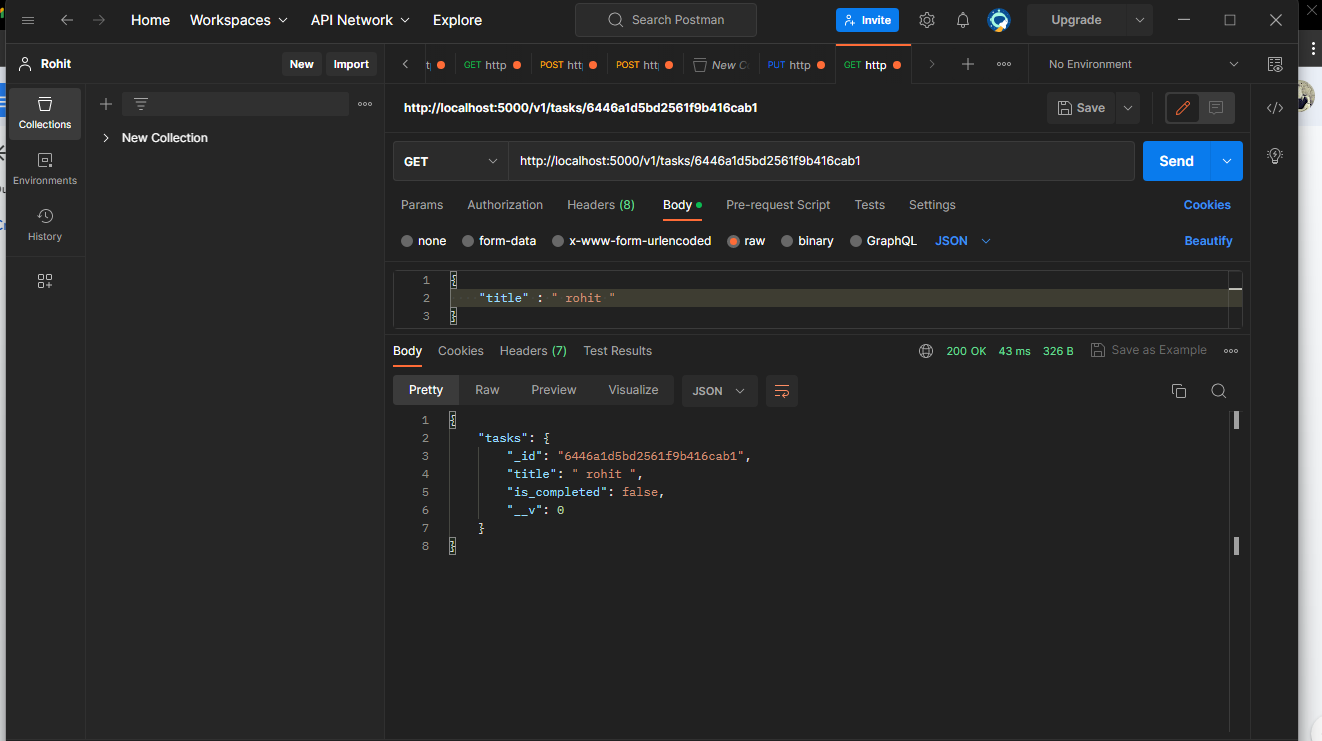 Home Workspaces API Network Explore Search Postman Invite Upgrade
Rohit New Import GET http POST http POST http New C PUT http GET http No Environment
Collections
Environments
History
New Collection
http://localhost:5000/v1/tasks/6446a1d5bd2561f9b416cab1 Save
GET http://localhost:5000/v1/tasks/6446a1d5bd2561f9b416cab1 Send
Params Authorization Headers (8) Body Pre-request Script Tests Settings Cookies
none form-data x-www-form-urlencoded raw binary GraphQL JSON Beautify
1 {
2 "title" : " rohit "
3 }
Body Cookies Headers (7) Test Results 200 OK 43 ms 326 B Save as Example
Pretty Raw Preview Visualize JSON
1 {
2 "tasks": {
3 "_id": "6446a1d5bd2561f9b416cab1",
4 "title": " rohit ",
5 "is_completed": false,
6 "__v": 0
7 }
8 }